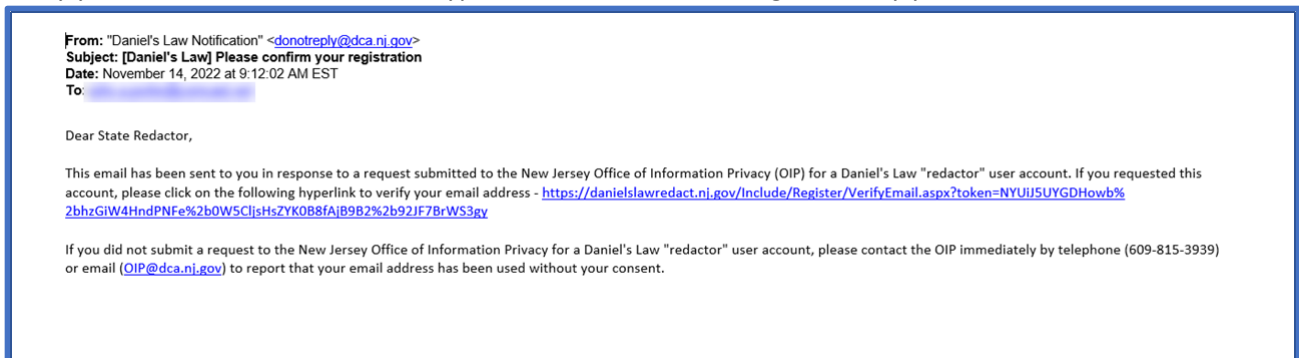 From: "Daniel's Law Notification" <donotreply@dca.nj.gov>
Subject: [Daniel's Law] Please confirm your registration
Date: November 14, 2022 at 9:12:02 AM EST
To:
Dear State Redactor,
This email has been sent to you in response to a request submitted to the New Jersey Office of Information Privacy (OIP) for a Daniel's Law "redactor" user account. If you requested this
account, please click on the following hyperlink to verify your email address - https://danielslawredact.nj.gov/Include/Register/VerifyEmail.aspx?token=NYUiJ5UYGDHowb%
2bhzGiW4HndPNFe%2b0W5CljsHsZYK0B8fAjB9B2%2b92JF7BrWS3gy
If you did not submit a request to the New Jersey Office of Information Privacy for a Daniel's Law "redactor" user account, please contact the OIP immediately by telephone (609-815-3939)
or email (OIP@dca.nj.gov) to report that your email address has been used without your consent.